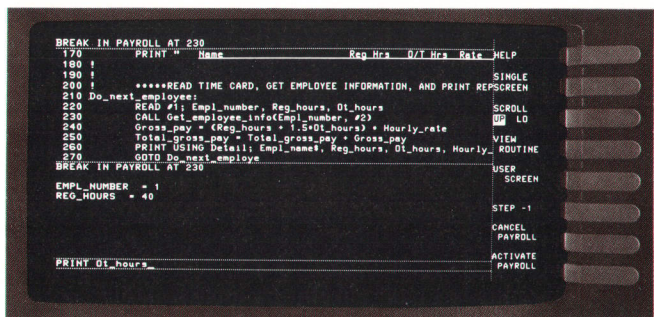 BREAK IN PAYROLL AT 230
170 PRINT " Name Reg Hrs O/T Hrs Rate
180 !
190 !
200 ! *****READ TIME CARD, GET EMPLOYEE INFORMATION, AND PRINT REP
210 Do_next_employee:
220 READ #1; Empl_number, Reg_hours, Ot_hours
230 CALL Get_employee_info(Empl_number, #2)
240 Gross_pay = (Reg_hours + 1.5*Ot_hours) * Hourly_rate
250 Total_gross_pay = Total_gross_pay + Gross_pay
260 PRINT USING Detail; Empl_name$, Reg_hours, Ot_hours, Hourly_
270 GOTO Do_next_employe
BREAK IN PAYROLL AT 230
EMPL_NUMBER = 1
REG_HOURS = 40
PRINT Ot_hours_
HELP
SINGLE
SCREEN
SCROLL
UP LO
VIEW
ROUTINE
USER
SCREEN
STEP -1
CANCEL
PAYROLL
ACTIVATE
PAYROLL